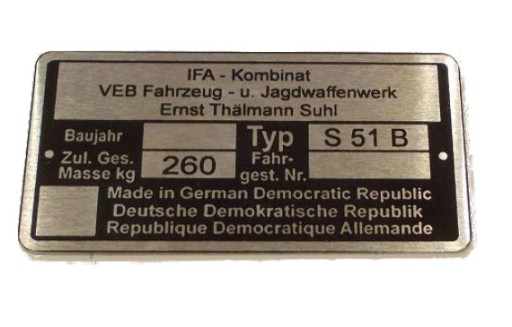 IFA - Kombinat
VEB Fahrzeug - u. Jagdwaffenwerk
Ernst Thälmann Suhl
Baujahr Typ S 51 B
Zul. Ges. Masse kg 260 Fahr- gest. Nr.
Made in German Democratic Republic
Deutsche Demokratische Republik
Republique Democratique Allemande